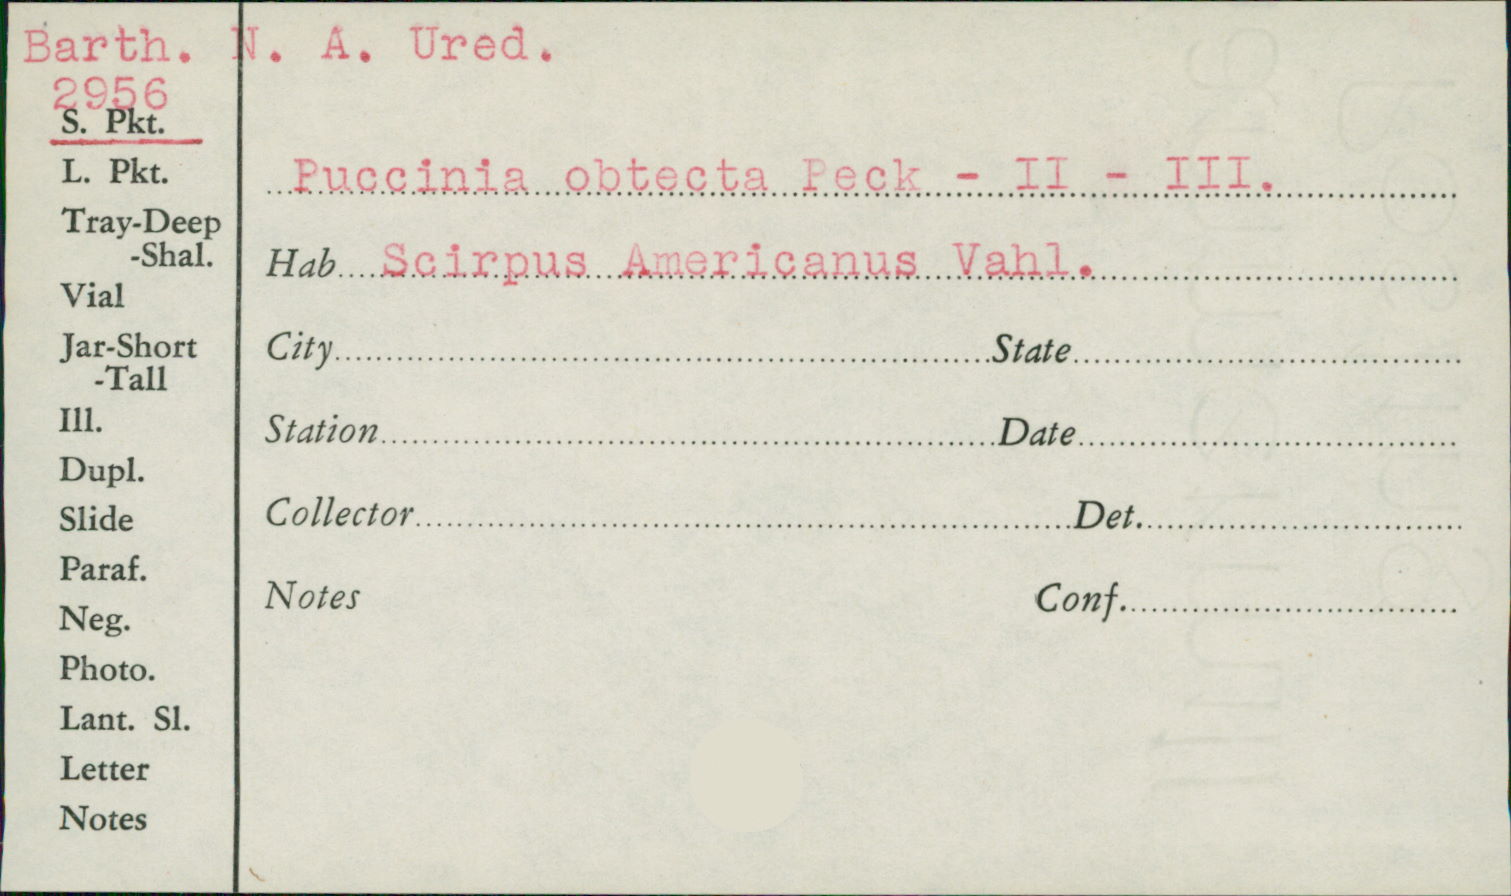 Barth. N. A. Ured.
2956
S. Pkt.
L. Pkt.
Tray-Deep
-Shal.
Vial
Jar-Short
-Tall
Ill.
Dupl.
Slide
Paraf.
Neg.
Photo.
Lant. Sl.
Letter
Notes
Puccinia obtecta Peck - II - III.
Hab. Scirpus Americanus Vahl.
City State
Station Date
Collector Det.
Notes Conf.